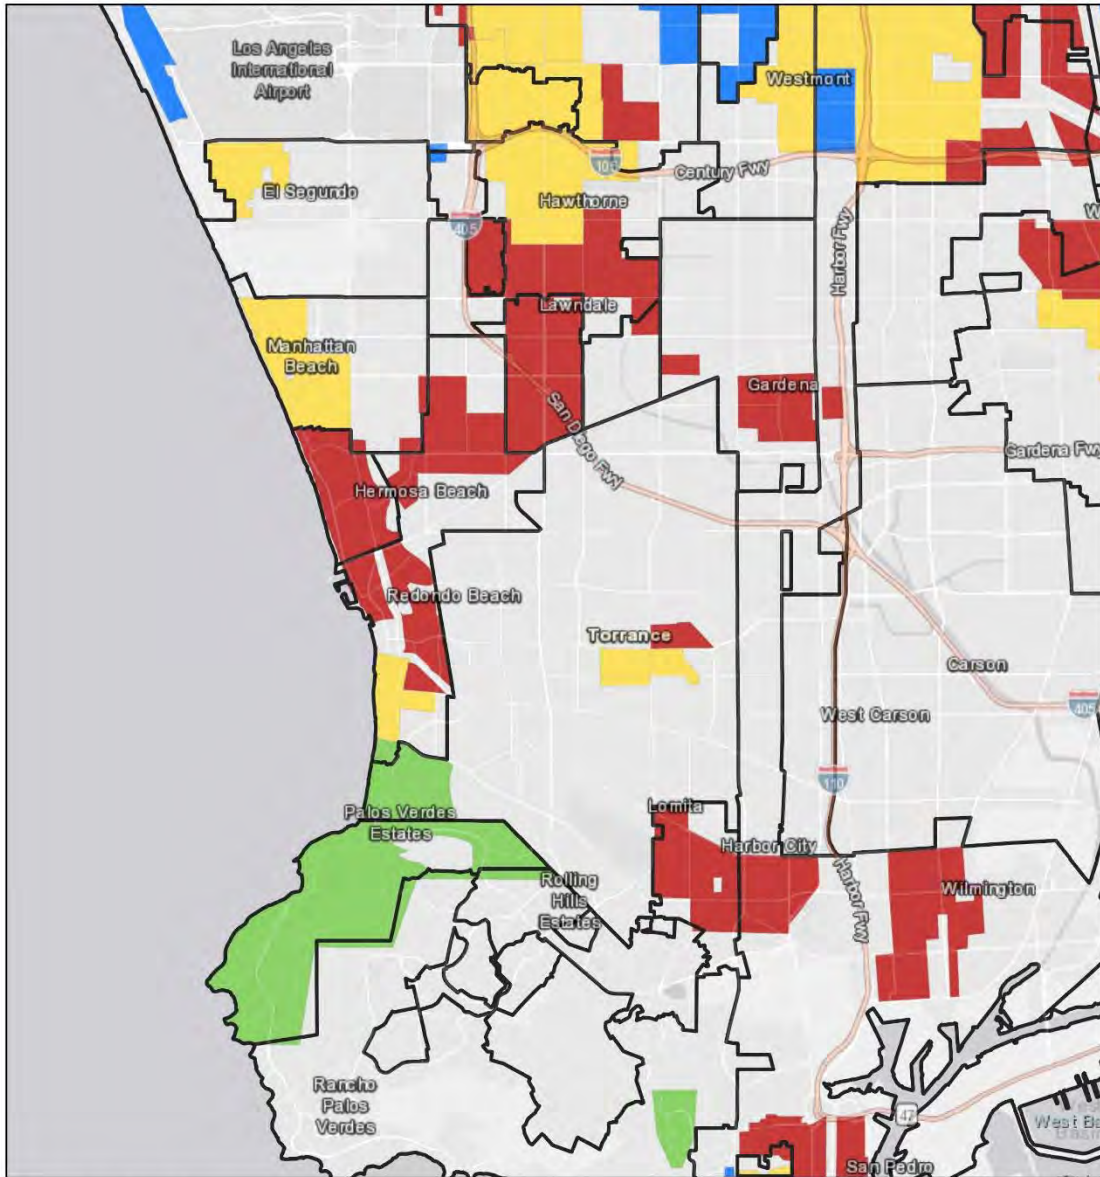 Los Angeles
International
Airport
Westmont
105
Century Fwy
El Segundo
Hawthorne
405
Harbor Fwy
Lawndale
Manhattan
Beach
Gardena
San Diego Fwy
Gardena Fwy
Hermosa Beach
Redondo Beach
Torrance
Carson
West Carson
405
110
Lomita
Palos Verdes
Estates
Harbor City
Rolling
Hills
Estates
Harbor Fwy
Wilmington
Rancho
Palos
Verdes
47
West Ba
San Pedro